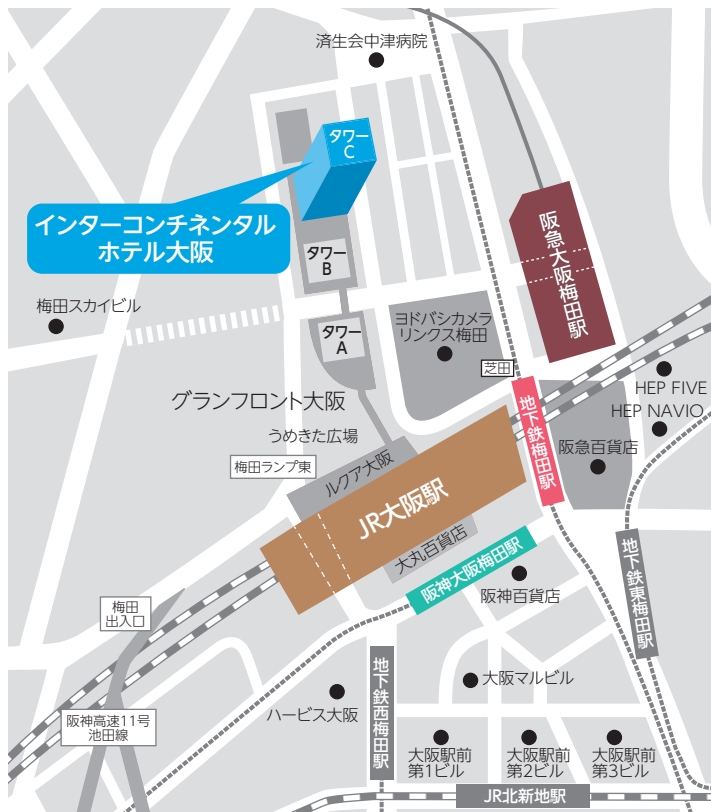 済生会中津病院
タワー
C
インターコンチネンタル
ホテル大阪
タワー
B
阪急大阪梅田駅
梅田スカイビル
タワー
A
ヨドバシカメラ
リンクス梅田
芝田
HEP FIVE
HEP NAVIO
グランフロント大阪
うめきた広場
地下鉄梅田駅
阪急百貨店
梅田ランプ東
ルクア大阪
JR大阪駅
大丸百貨店
阪神大阪梅田駅
阪神百貨店
地下鉄東梅田駅
梅田
出入口
地下鉄西梅田駅
大阪マルビル
ハービス大阪
阪神高速11号
池田線
大阪駅前
第1ビル
大阪駅前
第2ビル
大阪駅前
第3ビル
JR北新地駅